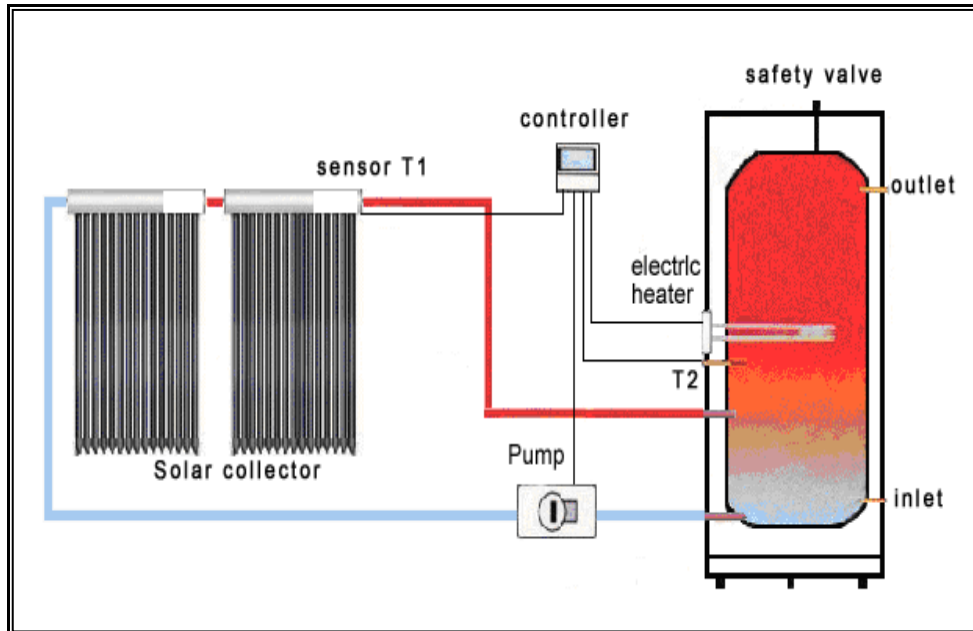 safety valve
controller
sensor T1
outlet
electric
heater
T2
Pump
Solar collector
inlet